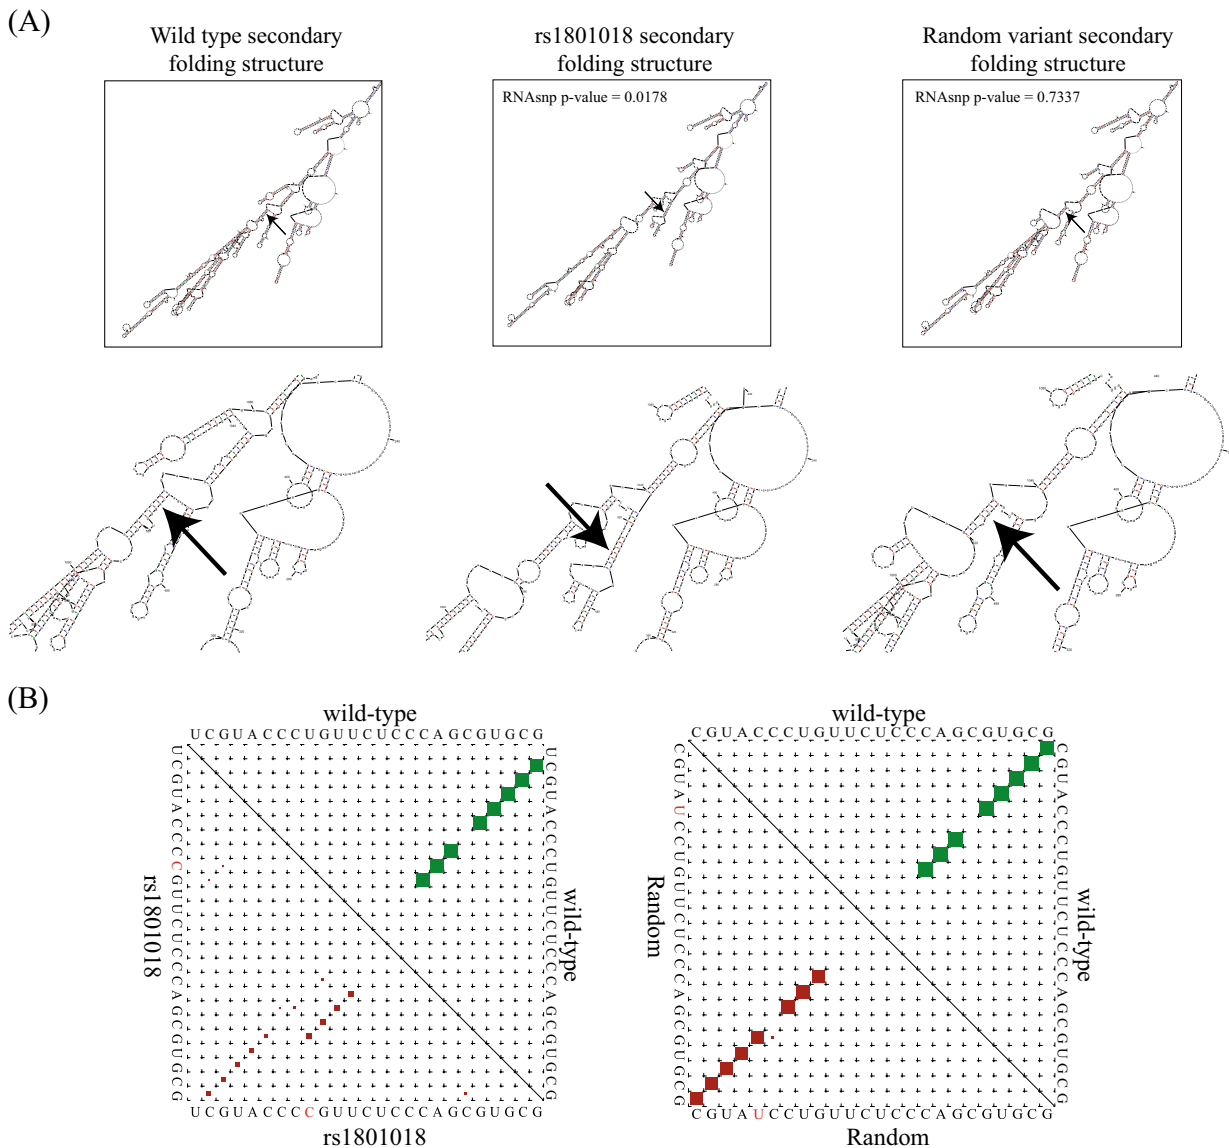 (A)
Wild type secondary
folding structure
rs1801018 secondary
folding structure
Random variant secondary
folding structure
RNAsnp p-value = 0.0178
RNAsnp p-value = 0.7337
(B)
wild-type
U C G U A C C C U G U U C U C C C A G C G U G C G
U C G U A C C C C G U U C U C C C A G C G U G C G
rs1801018
U C G U A C C C U G U U C U C C C A G C G U G C G
wild-type
U C G U A C C C C G U U C U C C C A G C G U G C G
rs1801018
wild-type
C G U A C C C U G U U C U C C C A G C G U G C G
C G U A U C C U G U U C U C C C A G C G U G C G
Random
C G U A C C C U G U U C U C C C A G C G U G C G
wild-type
C G U A U C C U G U U C U C C C A G C G U G C G
Random